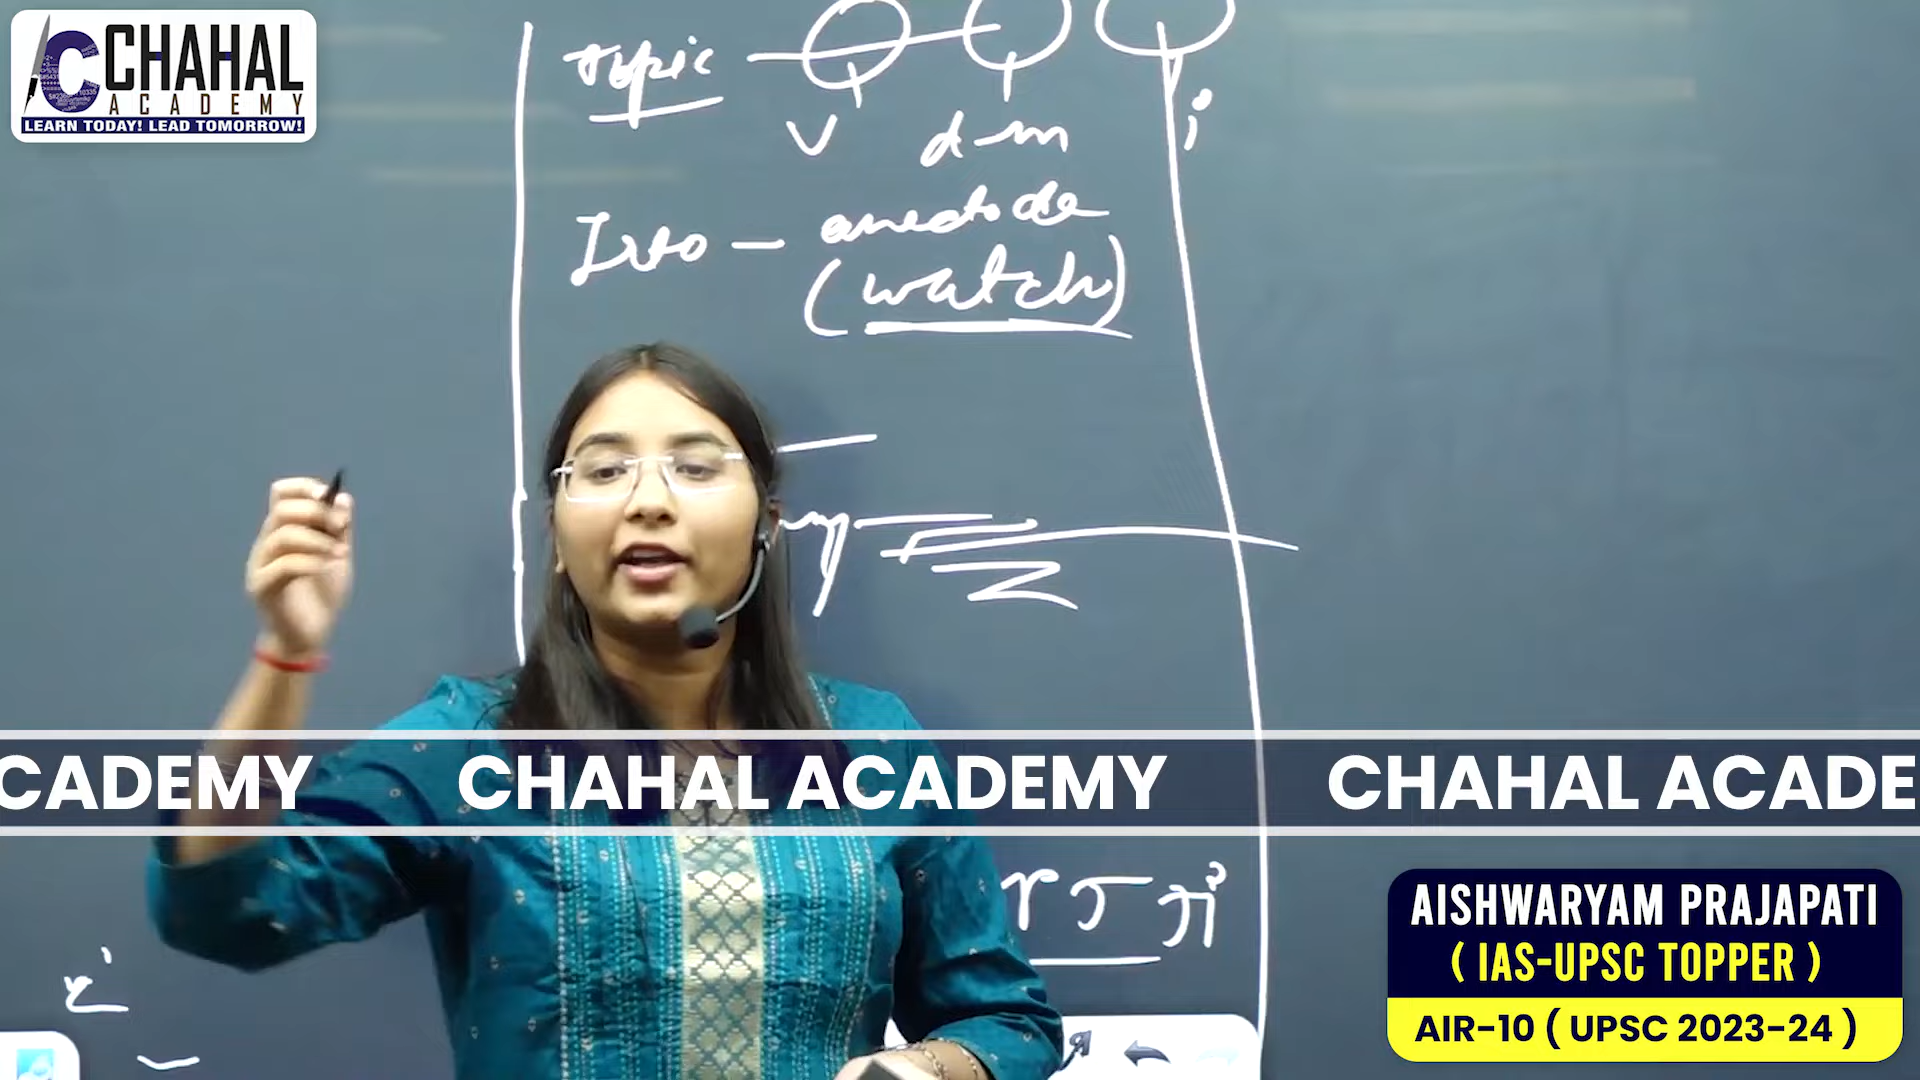 CHAHAL
ACADEMY
LEARN TODAY! LEAD TOMORROW!
topic
V d-m i
Intro - anectode
(watch)
CADEMY CHAHAL ACADEMY CHAHAL ACADE
AISHWARYAM PRAJAPATI
( IAS-UPSC TOPPER )
AIR-10 ( UPSC 2023-24 )